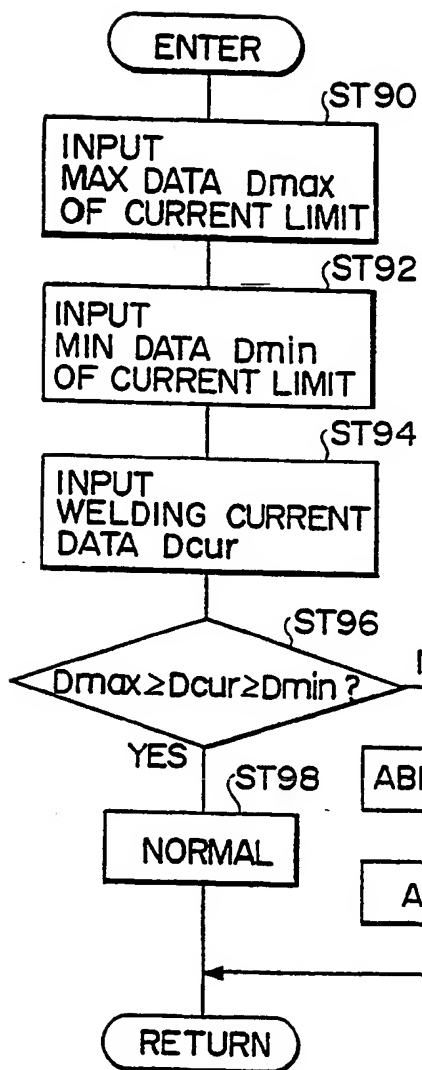 ENTER
ST90
INPUT
MAX DATA Dmax
OF CURRENT LIMIT
ST92
INPUT
MIN DATA Dmin
OF CURRENT LIMIT
ST94
INPUT
WELDING CURRENT
DATA Dcur
ST96
Dmax≥Dcur≥Dmin?
YES
ST98
NORMAL
RETURN